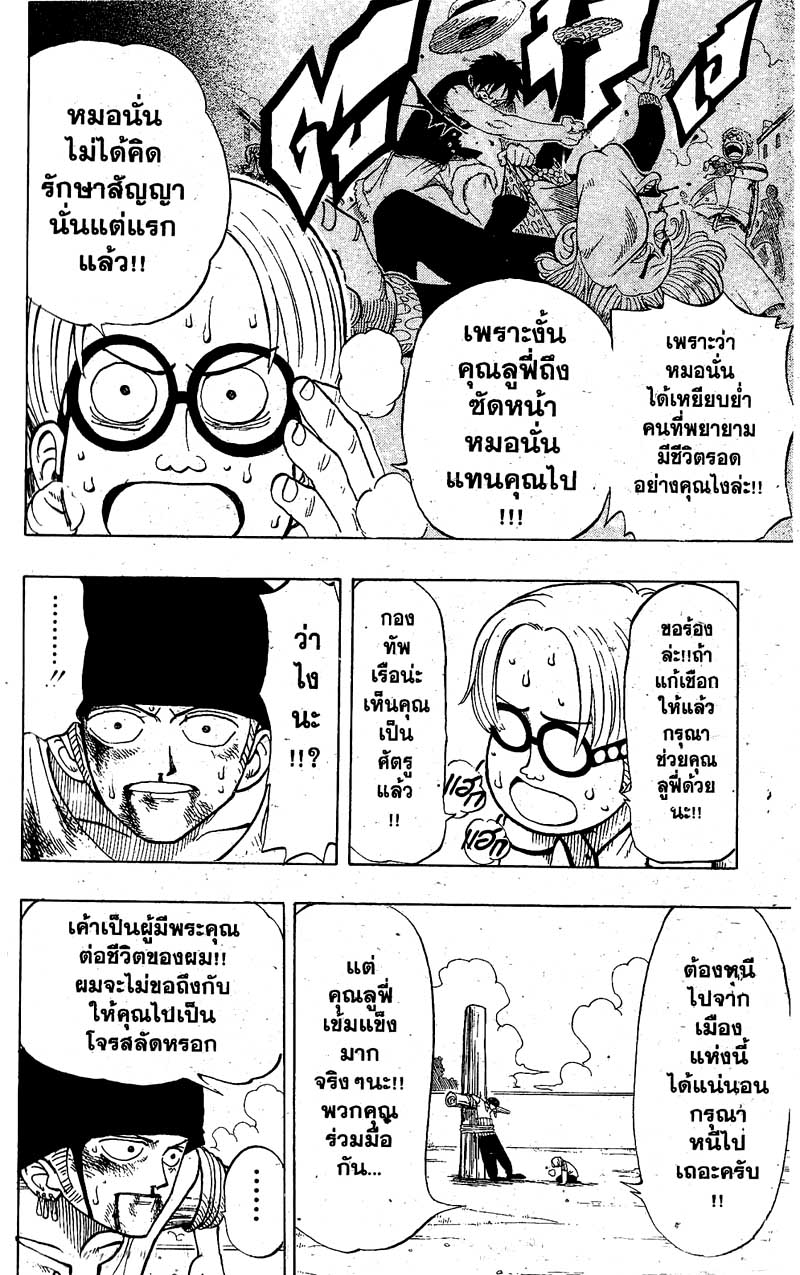 หมอนั่น
ไม่ได้คิด
รักษาสัญญา
นั่นแต่แรก
แล้ว!!
เพราะว่า
หมอนั่น
ได้เหยียบย่ำ
คนที่พยายาม
มีชีวิตรอด
อย่างคุณไงล่ะ!!
เพราะงั้น
คุณลูฟี่ถึง
ซัดหน้า
หมอนั่น
แทนคุณไป
!!!
ขอร้อง
ล่ะ!!ถ้า
แก้เชือก
ให้แล้ว
กรุณา
ช่วยคุณ
ลูฟี่ด้วย
นะ!!
แฮ่ก
แฮ่ก
กอง
ทัพ
เรือน่ะ
เห็นคุณ
เป็น
ศัตรู
แล้ว
!!
ว่า
ไง
นะ
!!?
......
ต้องหนี
ไปจาก
เมือง
แห่งนี้
ได้แน่นอน
กรุณา
หนีไป
เถอะครับ
!!
แต่
คุณลูฟี่
เข้มแข็ง
มาก
จริงๆนะ!!
พวกคุณ
ร่วมมือ
กัน...
เค้าเป็นผู้มีพระคุณ
ต่อชีวิตของผม!!
ผมจะไม่ขอถึงกับ
ให้คุณไปเป็น
โจรสลัดหรอก
......